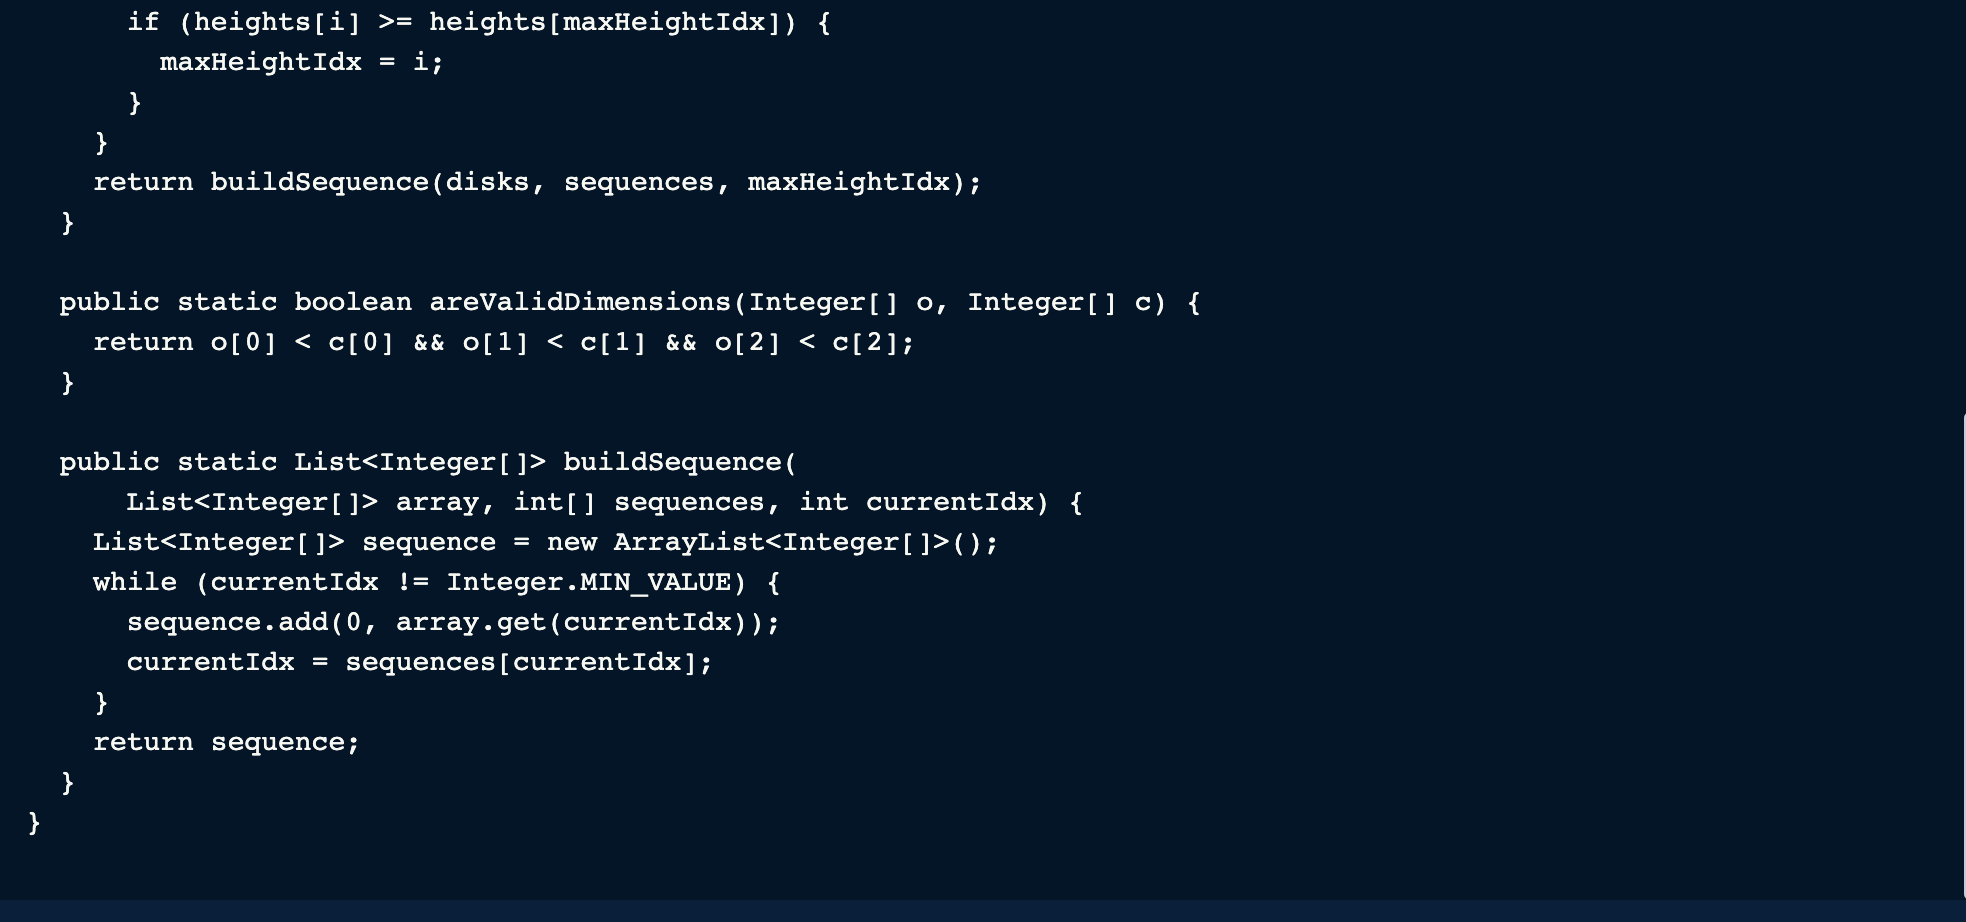 if (heights[i] >= heights[maxHeightIdx]) {
maxHeightIdx = i;
}
}
return buildSequence(disks, sequences, maxHeightIdx);
}
public static boolean areValidDimensions(Integer[] o, Integer[] c) {
return o[0] < c[0] && o[1] < c[1] && o[2] < c[2];
}
public static List<Integer[]> buildSequence(
List<Integer[]> array, int[] sequences, int currentIdx) {
List<Integer[]> sequence = new ArrayList<Integer[]>();
while (currentIdx != Integer.MIN_VALUE) {
sequence.add(0, array.get(currentIdx));
currentIdx = sequences[currentIdx];
}
return sequence;
}
}